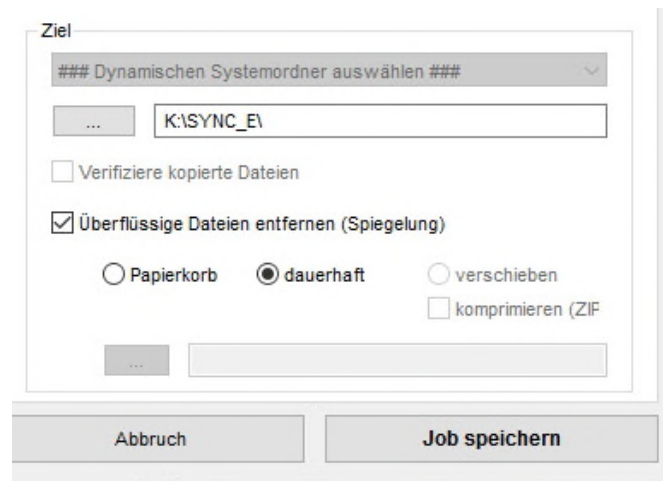 Ziel
### Dynamischen Systemordner auswählen ###
... K:\SYNC_E\
Verifiziere kopierte Dateien
Überflüssige Dateien entfernen (Spiegelung)
Papierkorb dauerhaft verschieben
komprimieren (ZIP
...
Abbruch Job speichern